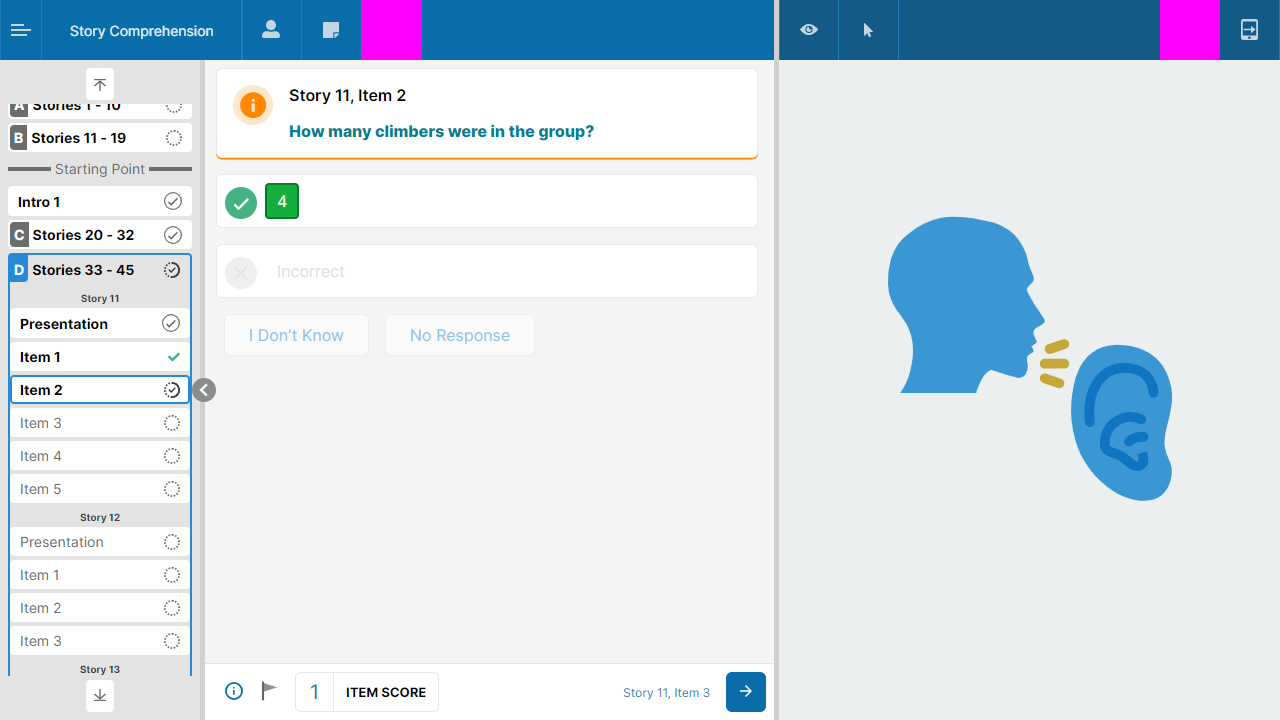 Story Comprehension
A Stories 1 - 10
B Stories 11 - 19
Starting Point
Intro 1
C Stories 20 - 32
D Stories 33 - 45
Story 11
Presentation
Item 1
Item 2
Item 3
Item 4
Item 5
Story 12
Presentation
Item 1
Item 2
Item 3
Story 13
Story 11, Item 2
How many climbers were in the group?
4
Incorrect
I Don't Know
No Response
1 ITEM SCORE
Story 11, Item 3